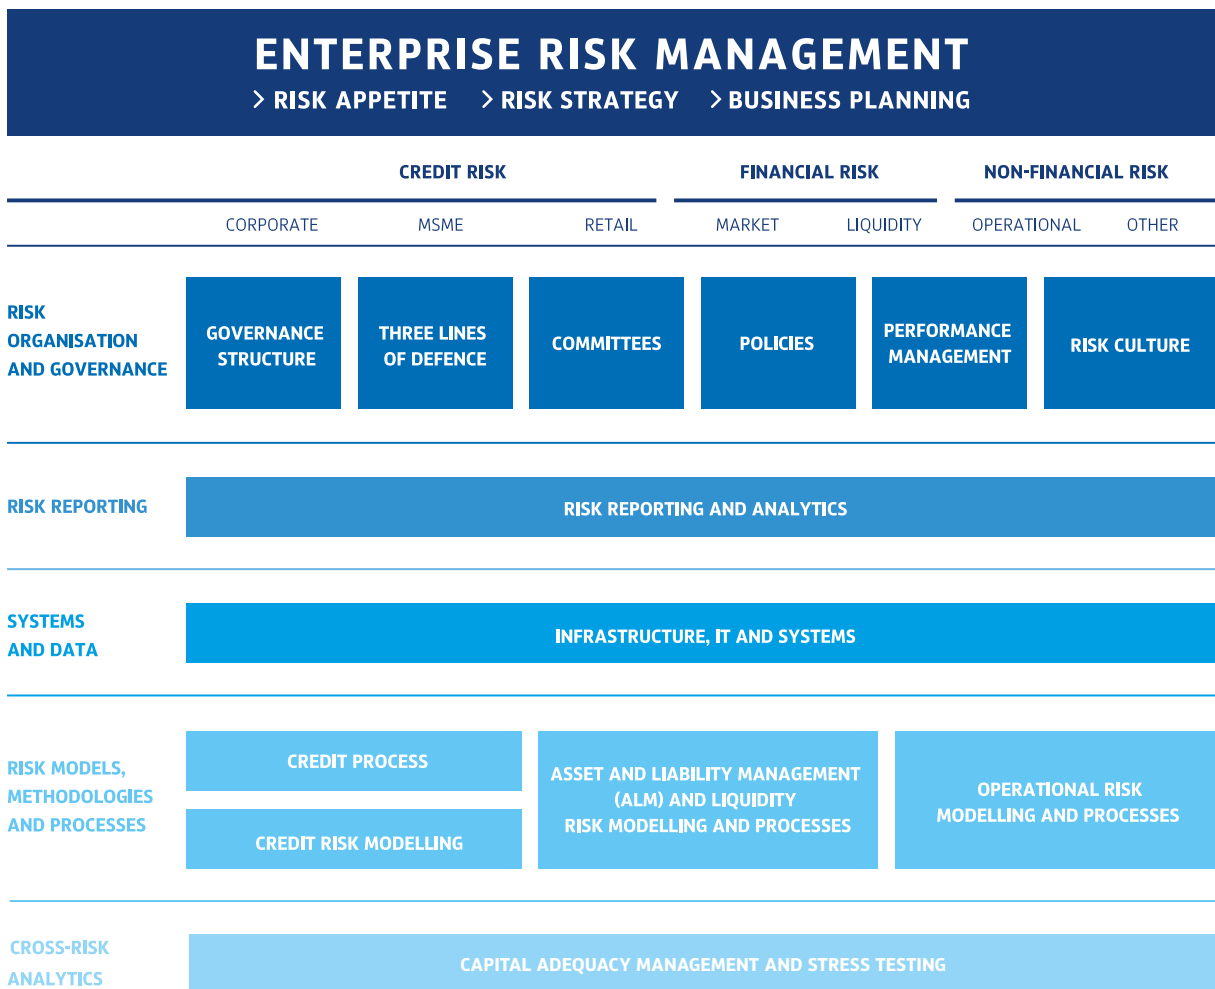 ENTERPRISE RISK MANAGEMENT
> RISK APPETITE > RISK STRATEGY > BUSINESS PLANNING
CREDIT RISK FINANCIAL RISK NON-FINANCIAL RISK
CORPORATE MSME RETAIL MARKET LIQUIDITY OPERATIONAL OTHER
RISK
ORGANISATION
AND GOVERNANCE
GOVERNANCE
STRUCTURE
THREE LINES
OF DEFENCE
COMMITTEES
POLICIES
PERFORMANCE
MANAGEMENT
RISK CULTURE
RISK REPORTING
RISK REPORTING AND ANALYTICS
SYSTEMS
AND DATA
INFRASTRUCTURE, IT AND SYSTEMS
RISK MODELS,
METHODOLOGIES
AND PROCESSES
CREDIT PROCESS
CREDIT RISK MODELLING
ASSET AND LIABILITY MANAGEMENT
(ALM) AND LIQUIDITY
RISK MODELLING AND PROCESSES
OPERATIONAL RISK
MODELLING AND PROCESSES
CROSS-RISK
ANALYTICS
CAPITAL ADEQUACY MANAGEMENT AND STRESS TESTING